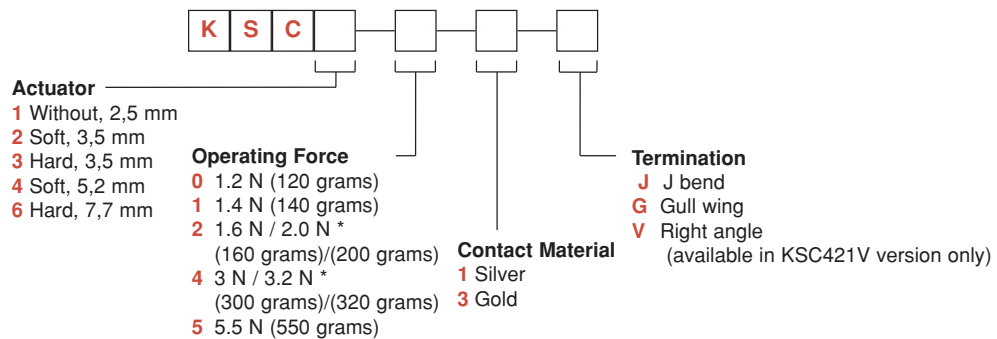 K S C
Actuator
1 Without, 2,5 mm
2 Soft, 3,5 mm
3 Hard, 3,5 mm
4 Soft, 5,2 mm
6 Hard, 7,7 mm
Operating Force
0 1.2 N (120 grams)
1 1.4 N (140 grams)
2 1.6 N / 2.0 N *
(160 grams)/(200 grams)
4 3 N / 3.2 N *
(300 grams)/(320 grams)
5 5.5 N (550 grams)
Contact Material
1 Silver
3 Gold
Termination
J J bend
G Gull wing
V Right angle
(available in KSC421V version only)